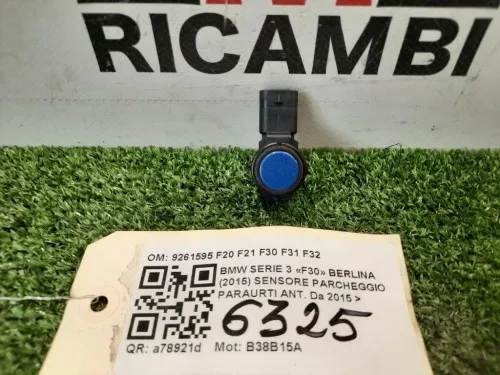 RICAMBI
OM: 9261595 F20 F21 F30 F31 F32
BMW SERIE 3 «F30» BERLINA
(2015) SENSORE PARCHEGGIO
PARAURTI ANT. Da 2015 >
6325
QR: a78921d Mot: B38B15A